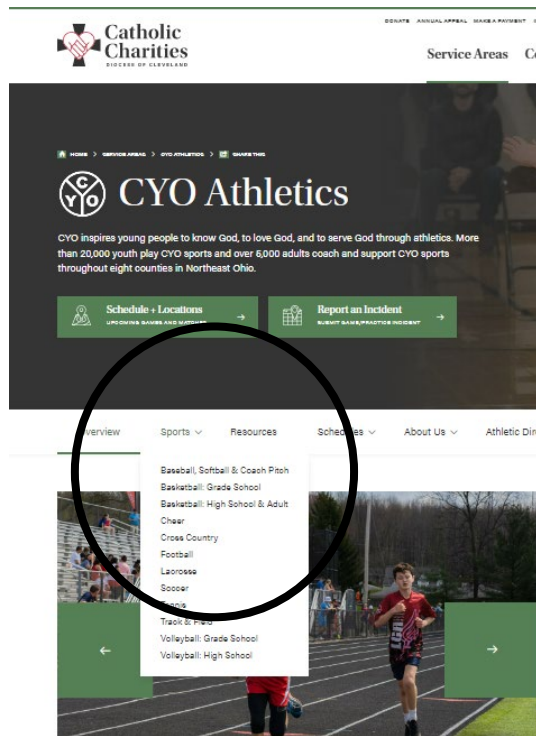 Catholic
Charities
DIOCESE OF CLEVELAND
DONATE ANNUAL APPEAL MAKE A PAYMENT
Service Areas
HOME > SERVICE AREAS > CYO ATHLETICS > SHARE THIS
CYO
CYO Athletics
CYO inspires young people to know God, to love God, and to serve God through athletics. More
than 20,000 youth play CYO sports and over 6,000 adults coach and support CYO sports
throughout eight counties in Northeast Ohio.
Schedule + Locations
UPCOMING GAMES AND MATCHES
Report an Incident
SUBMIT GAME/PRACTICE INCIDENT
Overview Sports Resources Schedules About Us Athletic Dir
Baseball, Softball & Coach Pitch
Basketball: Grade School
Basketball: High School & Adult
Cheer
Cross Country
Football
Lacrosse
Soccer
Tennis
Track & Field
Volleyball: Grade School
Volleyball: High School